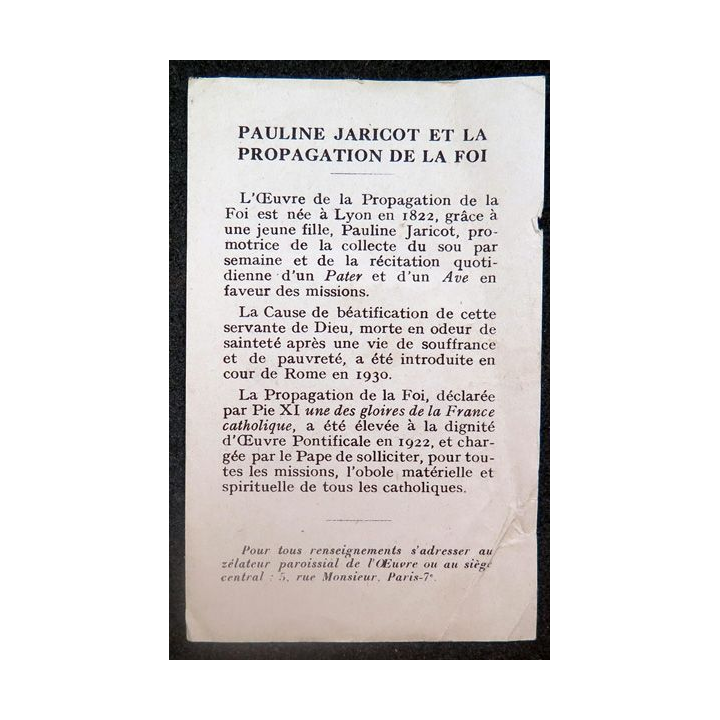 PAULINE JARICOT ET LA
PROPAGATION DE LA FOI
L'Œuvre de la Propagation de la
Foi est née à Lyon en 1822, grâce à
une jeune fille, Pauline Jaricot, pro-
motrice de la collecte du sou par
semaine et de la récitation quoti-
dienne d'un Pater et d'un Ave en
faveur des missions.
La Cause de béatification de cette
servante de Dieu, morte en odeur de
sainteté après une vie de souffrance
et de pauvreté, a été introduite en
cour de Rome en 1930.
La Propagation de la Foi, déclarée
par Pie XI une des gloires de la France
catholique, a été élevée à la dignité
d'Œuvre Pontificale en 1922, et char-
gée par le Pape de solliciter, pour tou-
tes les missions, l'obole matérielle et
spirituelle de tous les catholiques.
Pour tous renseignements s'adresser au
zélateur paroissial de l'Œuvre ou au siège
central : 5, rue Monsieur, Paris-7e.